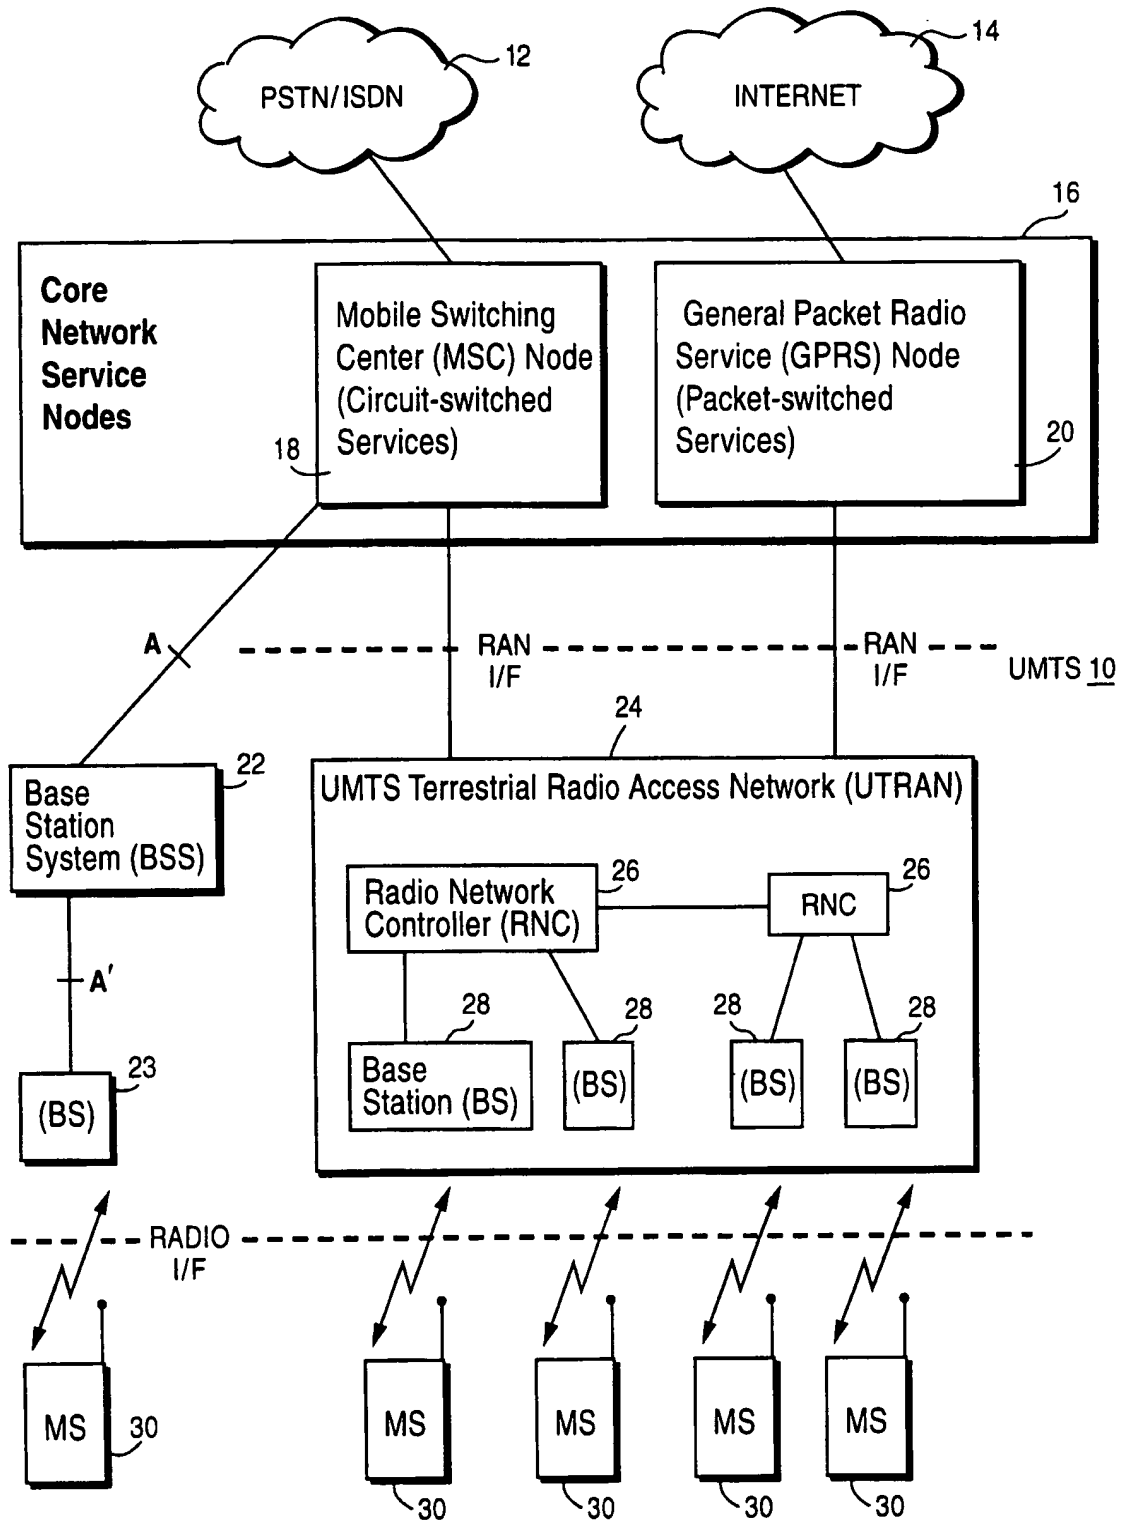 12
14
PSTN/ISDN
INTERNET
16
Core
Network
Service
Nodes
Mobile Switching
Center (MSC) Node
(Circuit-switched
Services)
18
General Packet Radio
Service (GPRS) Node
(Packet-switched
Services)
20
A
RAN
I/F
RAN
I/F
UMTS 10
24
22
Base
Station
System (BSS)
UMTS Terrestrial Radio Access Network (UTRAN)
Radio Network
Controller (RNC)
26
RNC
26
A'
28
28
28
28
23
(BS)
Base
Station (BS)
(BS)
(BS)
(BS)
RADIO
I/F
MS
30
MS
30
MS
30
MS
30
MS
30